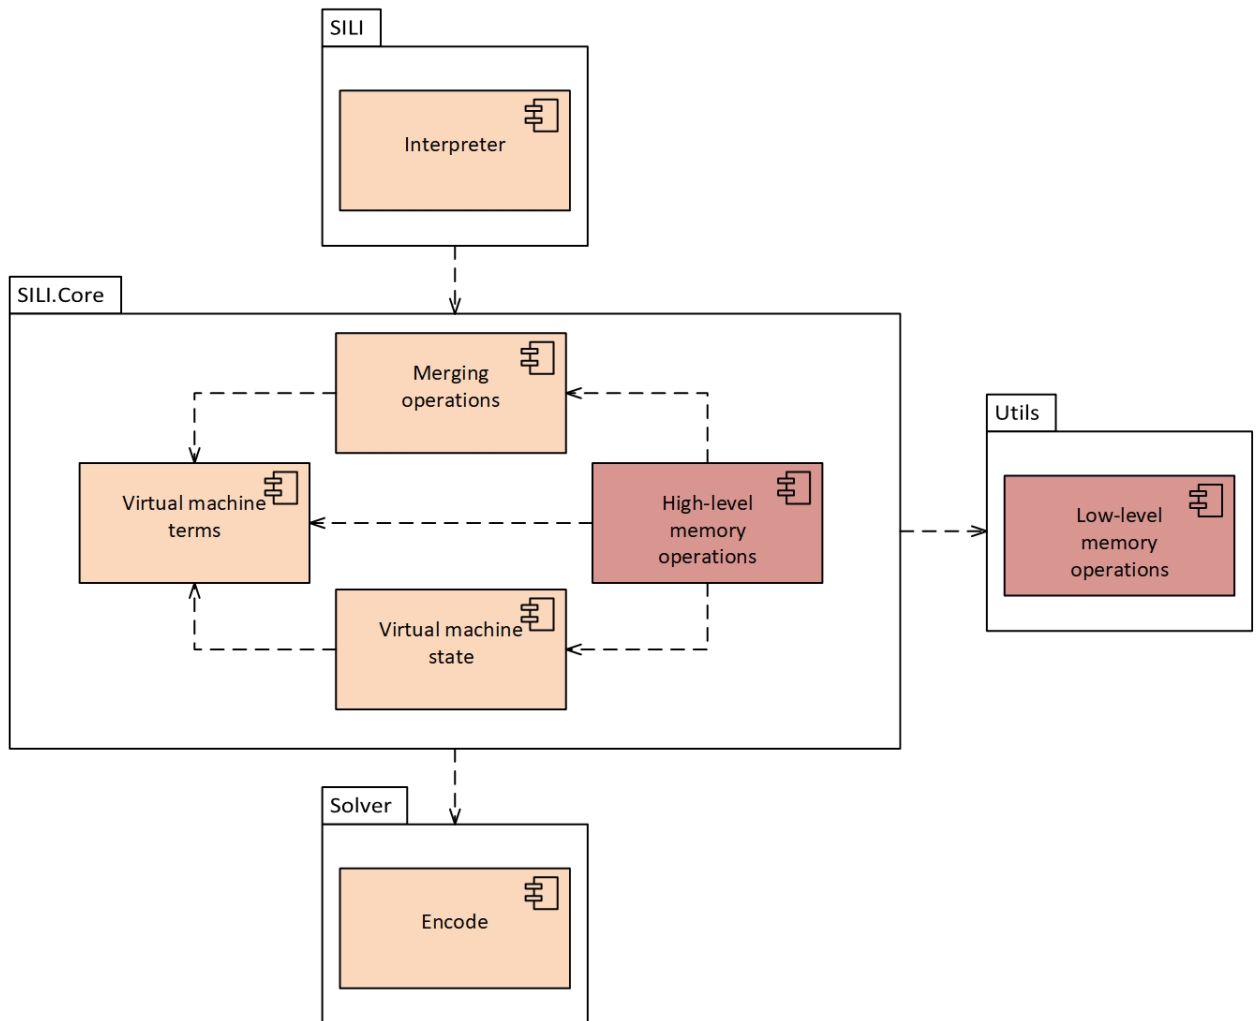 SILI
Interpreter
SILI.Core
Merging
operations
Utils
Virtual machine
terms
High-level
memory
operations
Low-level
memory
operations
Virtual machine
state
Solver
Encode